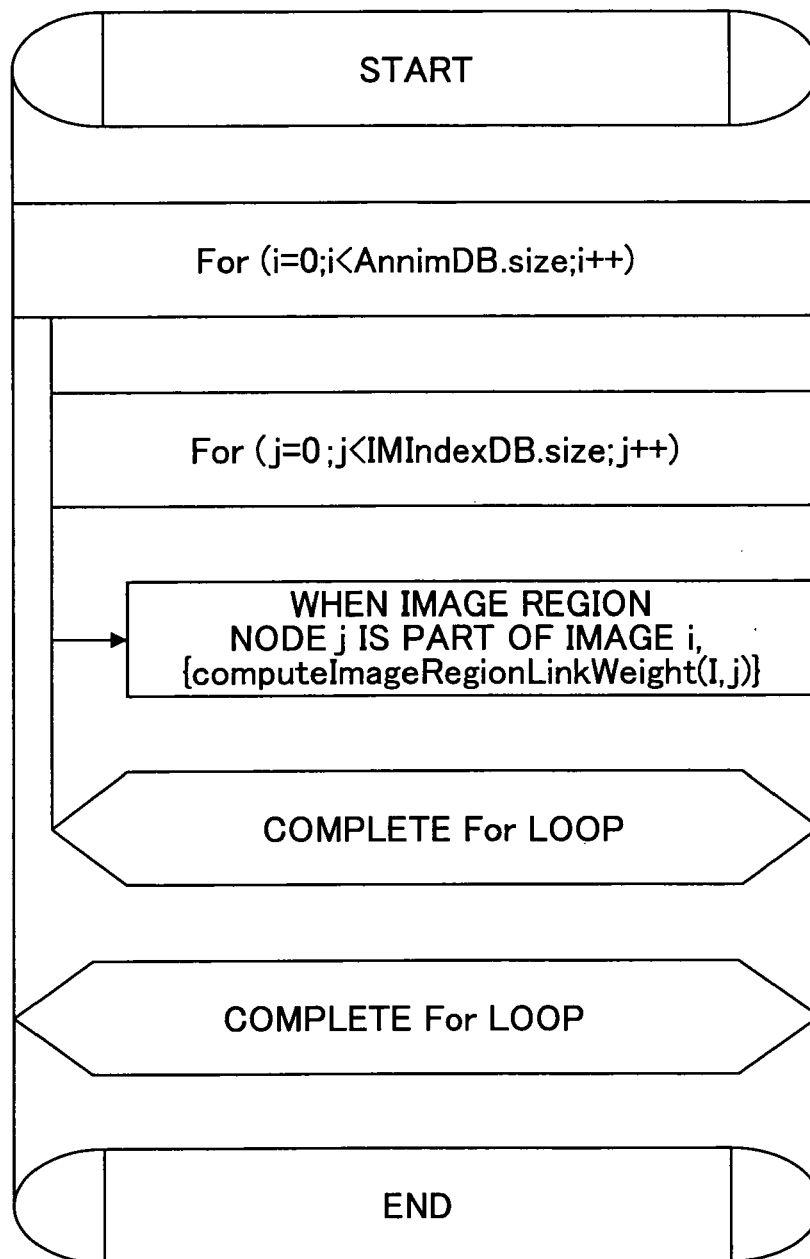 START
For (i=0;i<AnnimDB.size;i++)
For (j=0;j<IMIndexDB.size;j++)
WHEN IMAGE REGION
NODE j IS PART OF IMAGE i,
{computeImageRegionLinkWeight(I,j)}
COMPLETE For LOOP
COMPLETE For LOOP
END